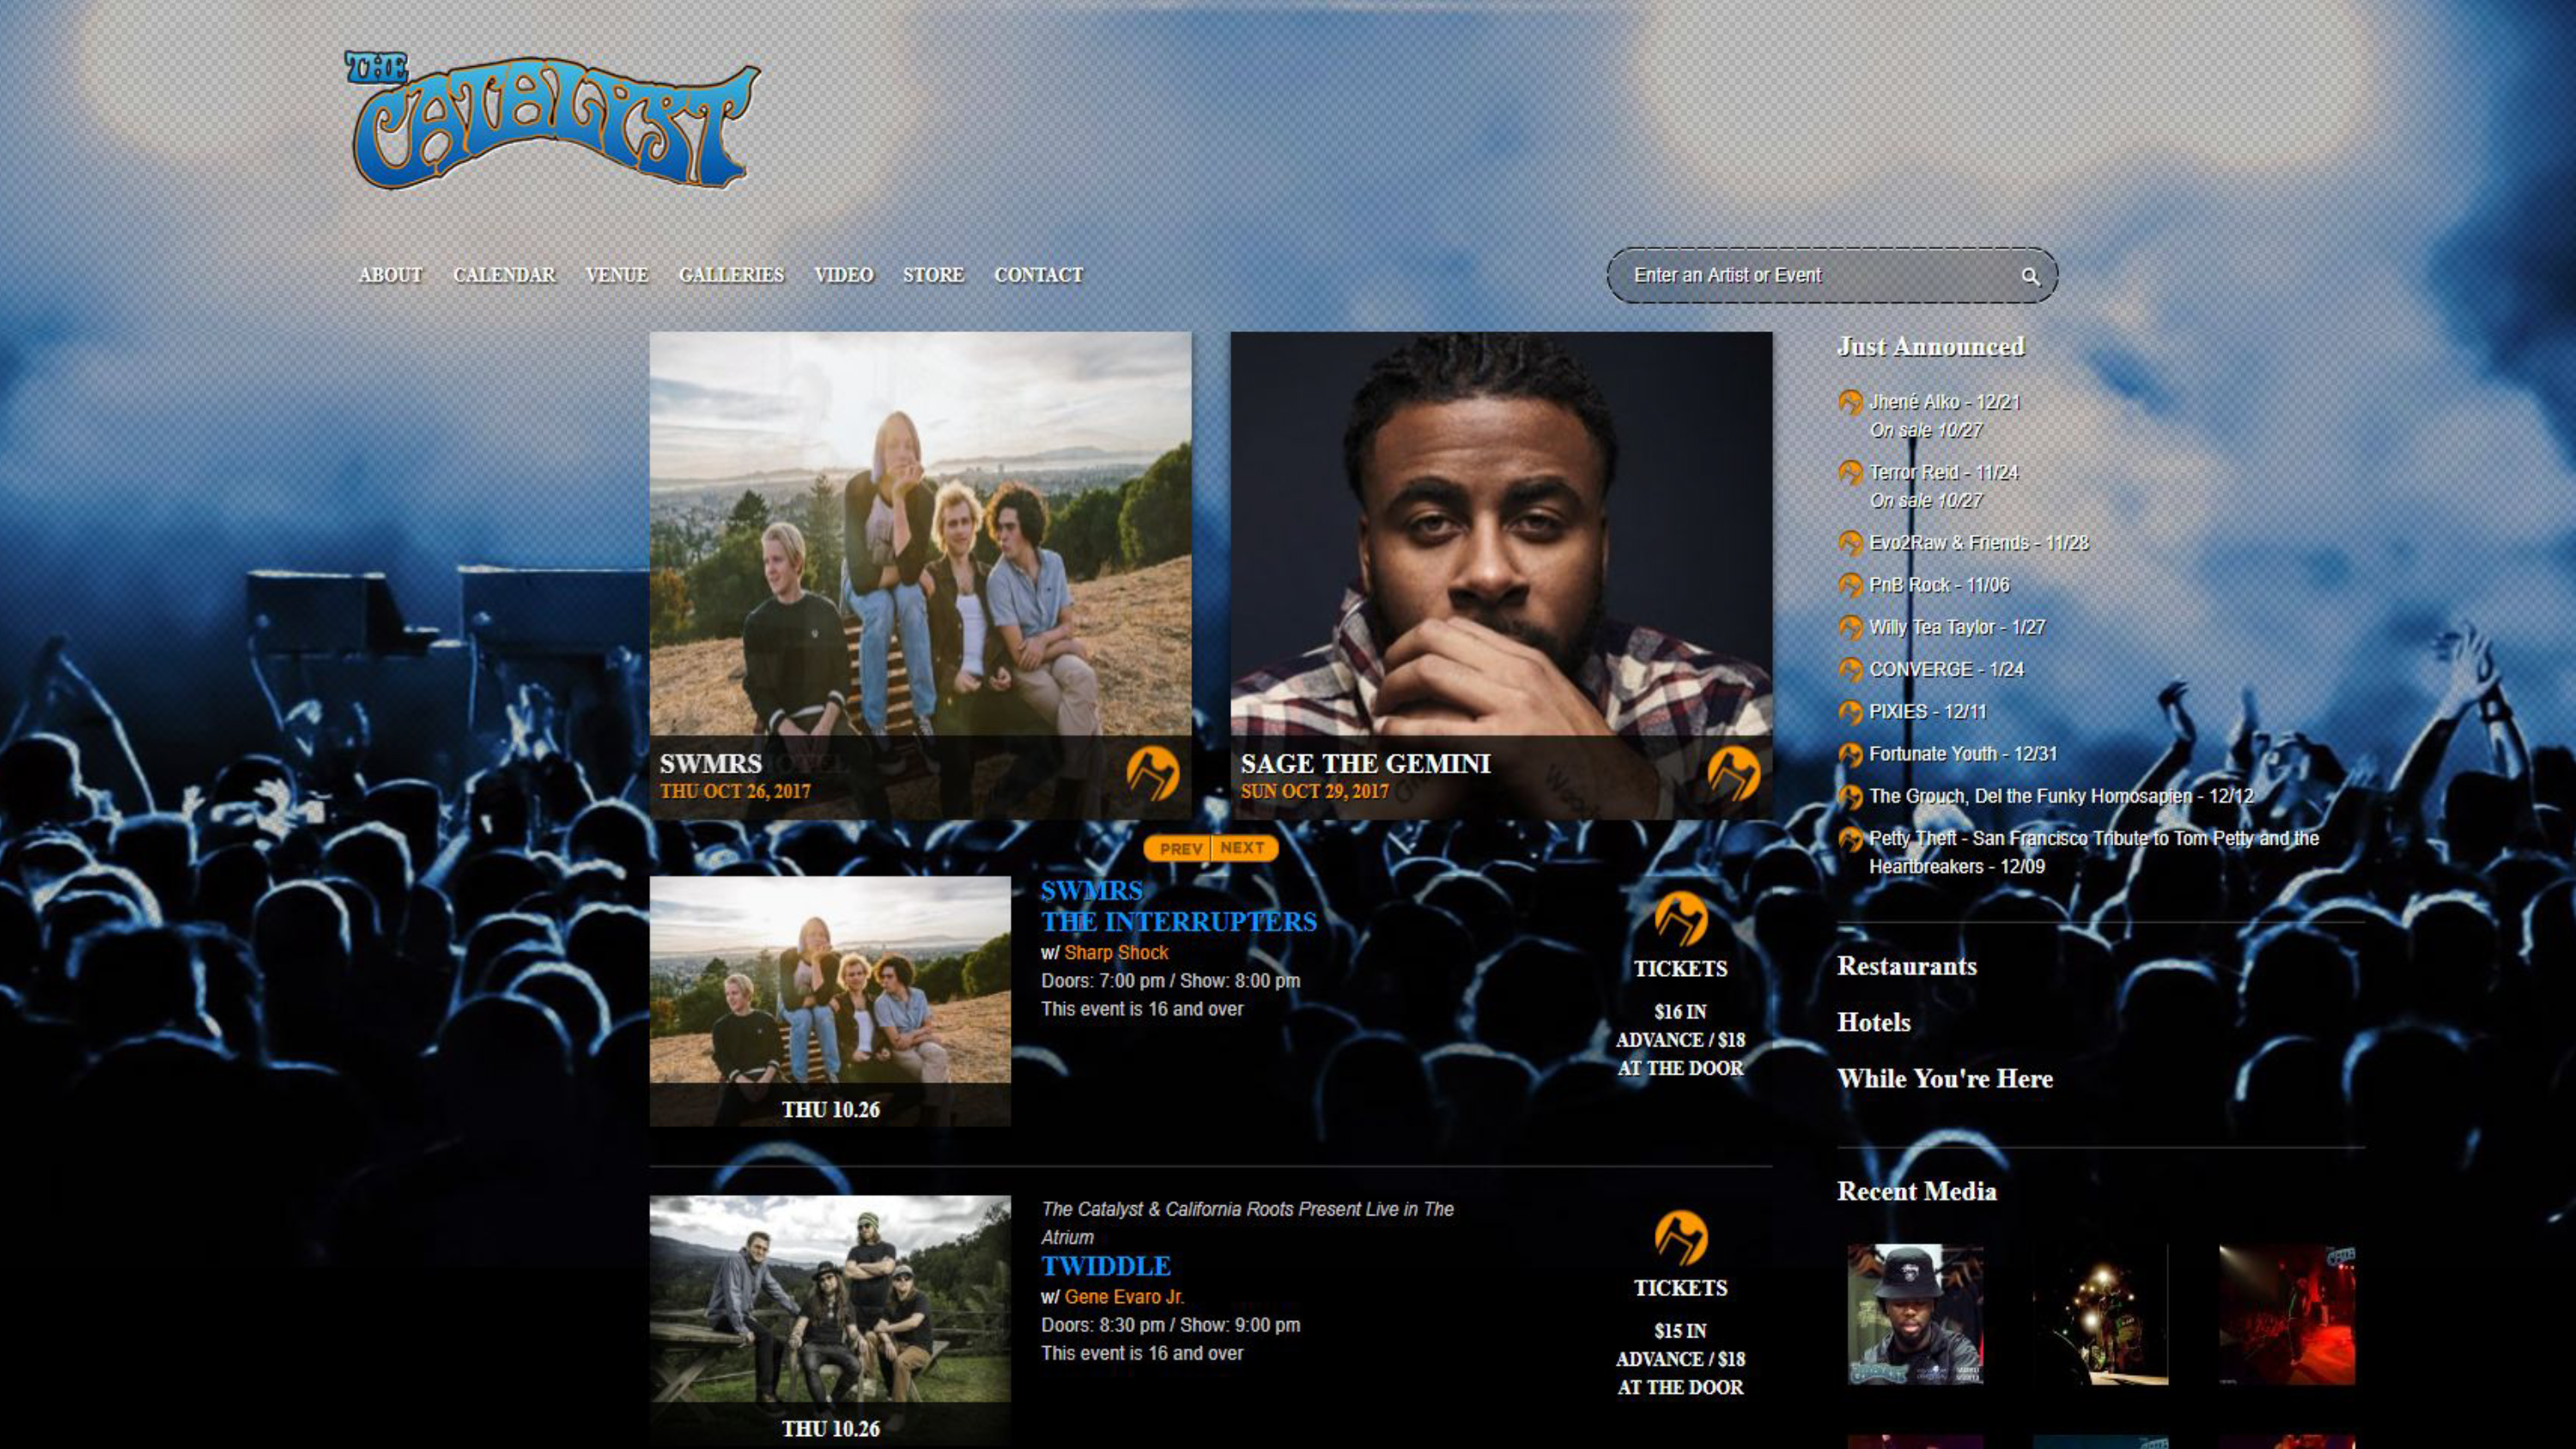 THE CATALYST
ABOUT CALENDAR VENUE GALLERIES VIDEO STORE CONTACT
Enter an Artist or Event
SWMRS
THU OCT 26, 2017
SAGE THE GEMINI
SUN OCT 29, 2017
PREV NEXT
SWMRS
THE INTERRUPTERS
w/ Sharp Shock
Doors: 7:00 pm / Show: 8:00 pm
This event is 16 and over
THU 10.26
TICKETS
$16 IN
ADVANCE / $18
AT THE DOOR
The Catalyst & California Roots Present Live in The
Atrium
TWIDDLE
w/ Gene Evaro Jr.
Doors: 8:30 pm / Show: 9:00 pm
This event is 16 and over
THU 10.26
TICKETS
$15 IN
ADVANCE / $18
AT THE DOOR
Just Announced
Jhené Aiko - 12/21
On sale 10/27
Terror Reid - 11/24
On sale 10/27
Evo2Raw & Friends - 11/28
PnB Rock - 11/06
Willy Tea Taylor - 1/27
CONVERGE - 1/24
PIXIES - 12/11
Fortunate Youth - 12/31
The Grouch, Del the Funky Homosapien - 12/12
Petty Theft - San Francisco Tribute to Tom Petty and the
Heartbreakers - 12/09
Restaurants
Hotels
While You're Here
Recent Media